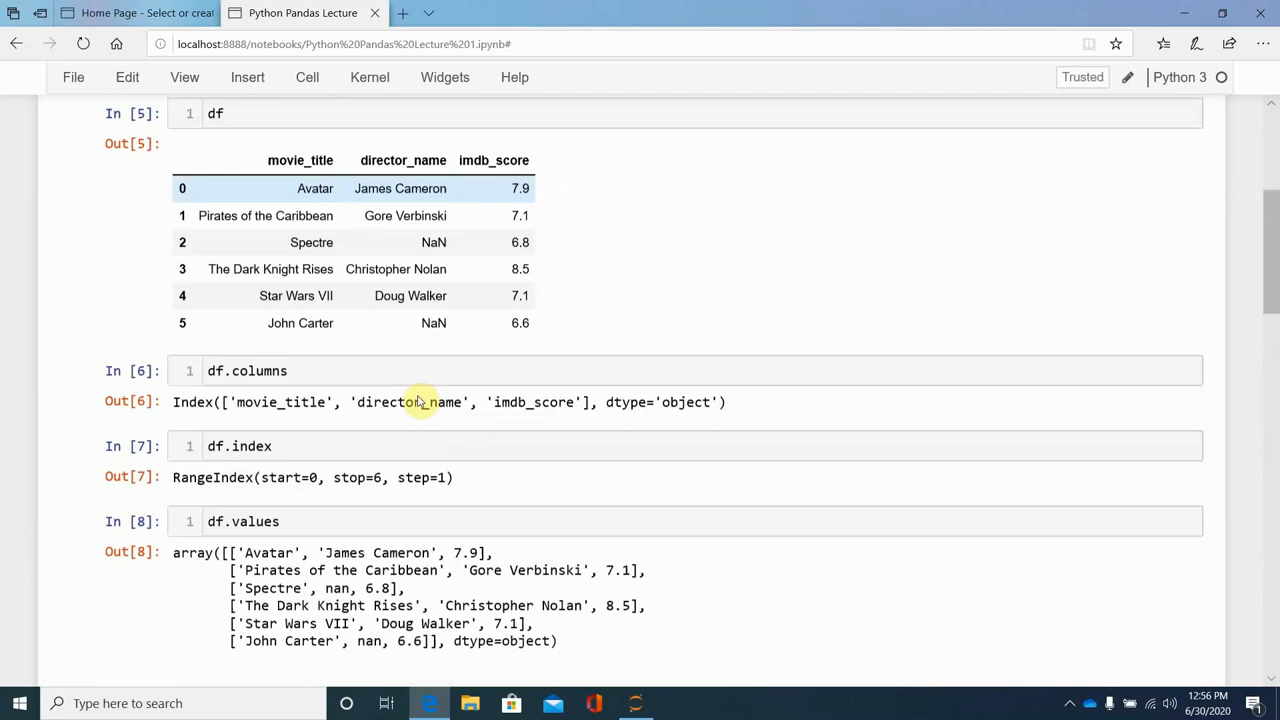 Home Page - Select or creat
Python Pandas Lecture
localhost:8888/notebooks/Python%20Pandas%20Lecture%201.ipynb#
File Edit View Insert Cell Kernel Widgets Help Trusted Python 3
In [5]: 1 df
Out[5]:
movie_title director_name imdb_score
0 Avatar James Cameron 7.9
1 Pirates of the Caribbean Gore Verbinski 7.1
2 Spectre NaN 6.8
3 The Dark Knight Rises Christopher Nolan 8.5
4 Star Wars VII Doug Walker 7.1
5 John Carter NaN 6.6
In [6]: 1 df.columns
Out[6]: Index(['movie_title', 'director_name', 'imdb_score'], dtype='object')
In [7]: 1 df.index
Out[7]: RangeIndex(start=0, stop=6, step=1)
In [8]: 1 df.values
Out[8]: array([['Avatar', 'James Cameron', 7.9],
['Pirates of the Caribbean', 'Gore Verbinski', 7.1],
['Spectre', nan, 6.8],
['The Dark Knight Rises', 'Christopher Nolan', 8.5],
['Star Wars VII', 'Doug Walker', 7.1],
['John Carter', nan, 6.6]], dtype=object)
Type here to search
12:56 PM
6/30/2020